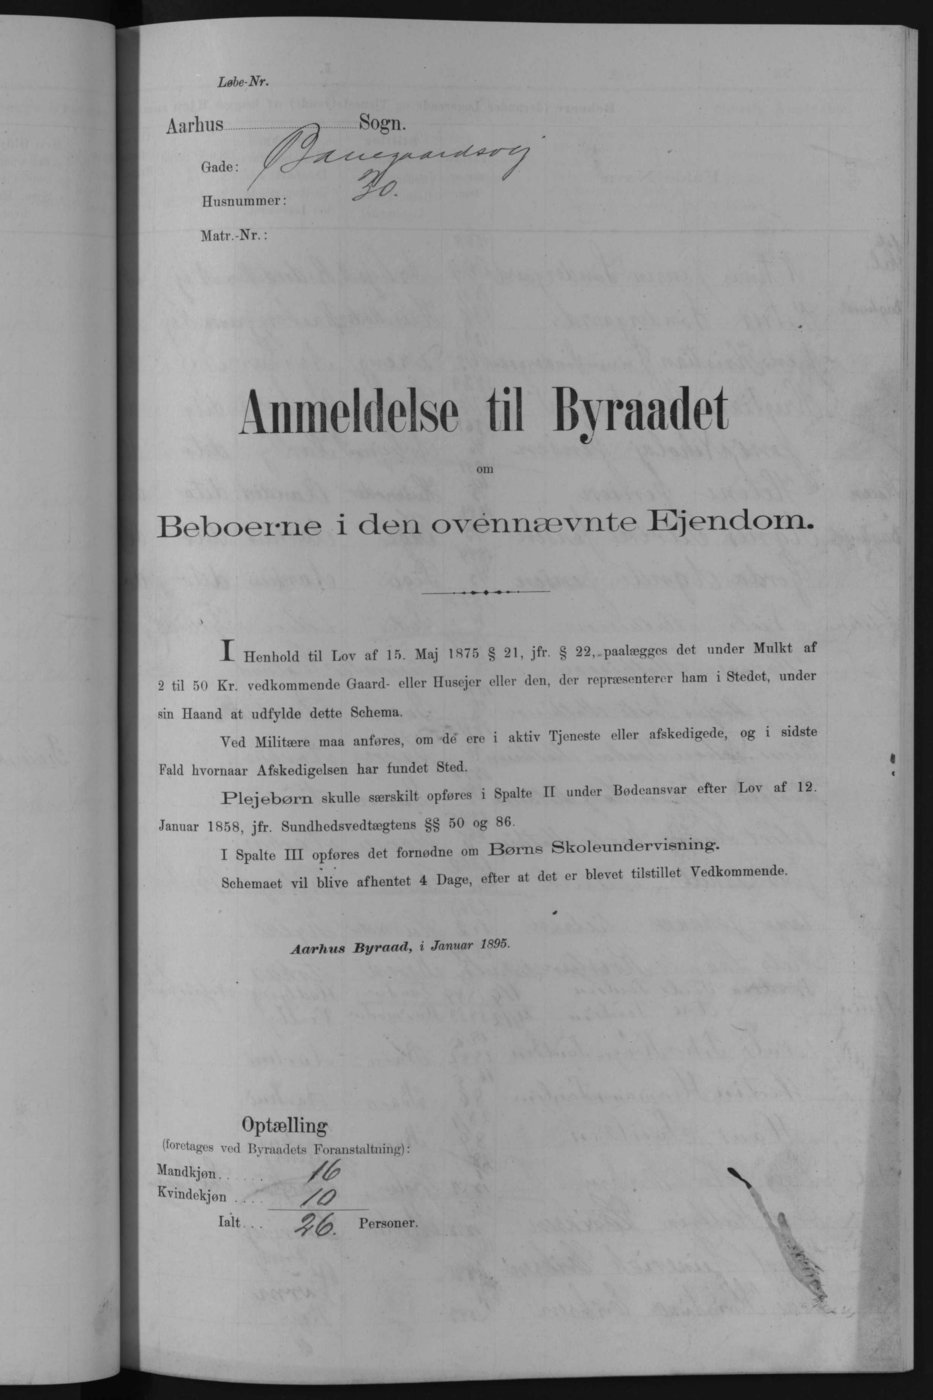 Løbe-Nr.
Aarhus Sogn.
Gade: Banegaardsvej
Husnummer: 30.
Matr.-Nr.:
Anmeldelse til Byraadet
om
Beboerne i den ovennævnte Ejendom.
I Henhold til Lov af 15. Maj 1875 § 21, jfr. § 22, paalægges det under Mulkt af
2 til 50 Kr. vedkommende Gaard- eller Husejer eller den, der repræsenterer ham i Stedet, under
sin Haand at udfylde dette Schema.
Ved Militære maa anføres, om de ere i aktiv Tjeneste eller afskedigede, og i sidste
Fald hvornaar Afskedigelsen har fundet Sted.
Plejebørn skulle særskilt opføres i Spalte II under Bødeansvar efter Lov af 12.
Januar 1858, jfr. Sundhedsvedtægtens §§ 50 og 86.
I Spalte III opføres det fornødne om Børns Skoleundervisning.
Schemaet vil blive afhentet 4 Dage, efter at det er blevet tilstillet Vedkommende.
Aarhus Byraad, i Januar 1895.
Optælling
(foretages ved Byraadets Foranstaltning):
Mandkjøn..... 16
Kvindekjøn .... 10
Ialt... 26. Personer.